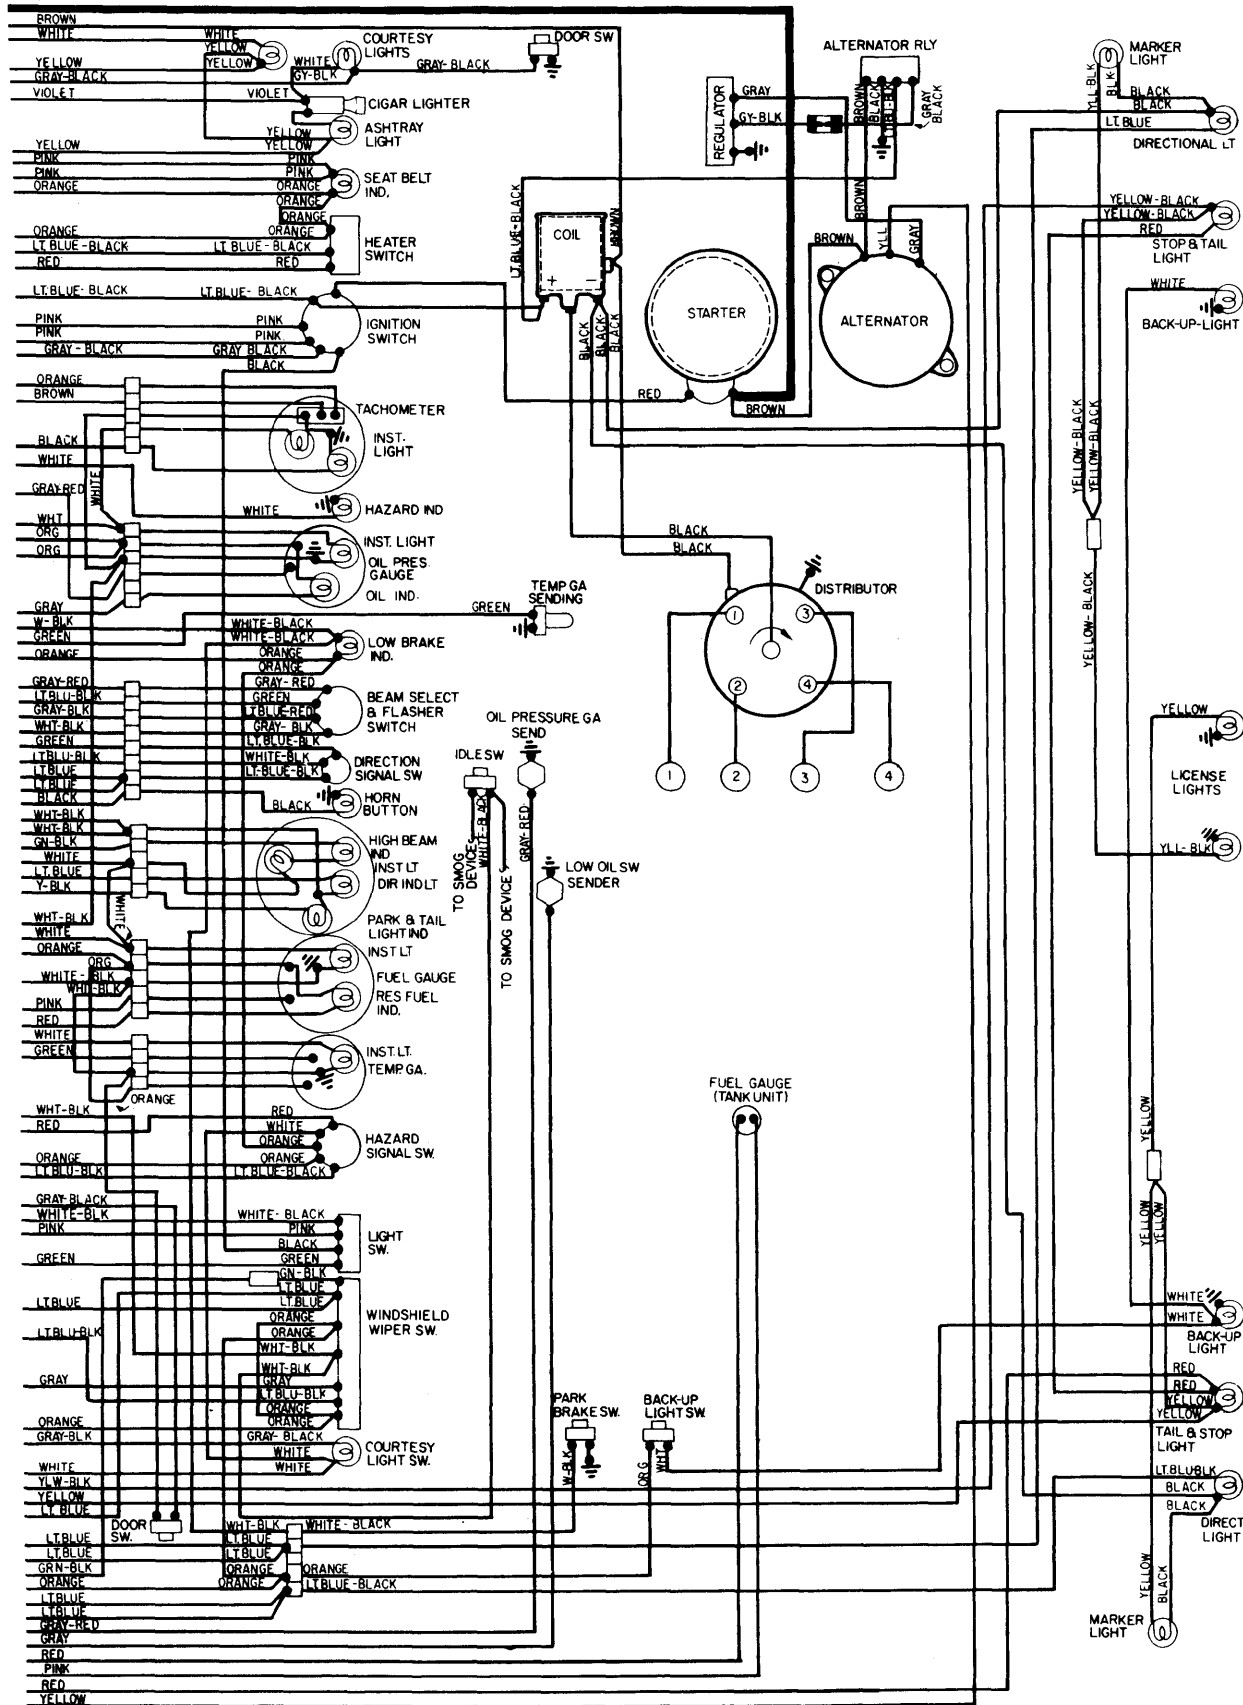 BROWN
WHITE
WHITE
YELLOW
YELLOW
YELLOW
GRAY-BLACK
VIOLET
VIOLET
COURTESY
LIGHTS
WHITE
GY-BLK
GRAY-BLACK
DOOR SW
CIGAR LIGHTER
ASHTRAY
LIGHT
YELLOW
YELLOW
YELLOW
PINK
PINK
PINK
PINK
ORANGE
ORANGE
ORANGE
SEAT BELT
IND.
ORANGE
ORANGE
ORANGE
LT. BLUE-BLACK
LT. BLUE-BLACK
RED
RED
HEATER
SWITCH
LT. BLUE-BLACK
LT. BLUE-BLACK
PINK
PINK
PINK
PINK.
GRAY-BLACK
GRAY BLACK
BLACK
IGNITION
SWITCH
ALTERNATOR RLY
REGULATOR
GRAY
GY-BLK
BROWN
BLACK
LT BLU-BLK
GRAY
BLACK
LT. BLUE-BLACK
COIL
+
−
BROWN
BLACK
BLACK
BLACK
STARTER
RED
BROWN
BROWN
BROWN
YLL
GRAY
ALTERNATOR
MARKER
LIGHT
YLL-BLK
BLK-
BLACK
BLACK
LT. BLUE
DIRECTIONAL LT
YELLOW-BLACK
YELLOW-BLACK
RED
STOP & TAIL
LIGHT
WHITE
BACK-UP-LIGHT
YELLOW-BLACK
YELLOW-BLACK
YELLOW-BLACK
ORANGE
BROWN
BLACK
WHITE
GRAY-RED
WHITE
TACHOMETER
INST.
LIGHT
WHITE
HAZARD IND
WHT
ORG
ORG
INST. LIGHT
OIL PRES.
GAUGE
OIL IND.
GRAY
W-BLK
GREEN
ORANGE
WHITE-BLACK
WHITE-BLACK
ORANGE
ORANGE
LOW BRAKE
IND.
GREEN
TEMP GA
SENDING
BLACK
BLACK
DISTRIBUTOR
1
3
2
4
1
2
3
4
GRAY-RED
LT.BLU-BLK
GRAY-BLK
WHT-BLK
GREEN
LTBLU-BLK
LT.BLUE
LT.BLUE
BLACK
GRAY-RED
GREEN
LT.BLUE-RED
GRAY-BLK
LT.BLUE-BLK
WHITE-BLK
LT-BLUE-BLK
BLACK
BEAM SELECT
& FLASHER
SWITCH
DIRECTION
SIGNAL SW
HORN
BUTTON
OIL PRESSURE GA
SEND
IDLE SW
TO SMOG
DEVICES
WHITE-BLACK
TO SMOG DEVICES
GRAY-RED
LOW OIL SW
SENDER
WHT-BLK
WHT-BLK
GN-BLK
WHITE
LT. BLUE
Y-BLK
WHT-BLK
WHITE
HIGH BEAM
IND
INST LT
DIR IND LT
PARK & TAIL
LIGHT IND
WHITE
ORANGE
ORG
WHITE-BLK
WHT-BLK
PINK
RED
INST LT
FUEL GAUGE
RES FUEL
IND.
WHITE
GREEN
ORANGE
INST. LT.
TEMP. GA.
WHT-BLK
RED
RED
WHITE
ORANGE
ORANGE
LT. BLUE-BLACK
ORANGE
LT BLU-BLK
HAZARD
SIGNAL SW.
FUEL GAUGE
(TANK UNIT)
YELLOW
LICENSE
LIGHTS
YLL-BLK
YELLOW
YELLOW
YELLOW
GRAY-BLACK
WHITE-BLK
PINK
GREEN
WHITE-BLACK
PINK
BLACK
GREEN
LIGHT
SW.
GN-BLK
LT.BLUE
LT.BLUE
LT.BLUE
ORANGE
ORANGE
LT.BLU-BLK
WHT-BLK
WHT-BLK
GRAY
GRAY
LT.BLU-BLK
ORANGE
ORANGE
ORANGE
WINDSHIELD
WIPER SW.
GRAY-BLK
GRAY-BLACK
WHITE
WHITE
COURTESY
LIGHT SW.
WHITE
YLW-BLK
YELLOW
LT. BLUE
PARK
BRAKE SW.
W-BLK
BACK-UP
LIGHT SW.
ORG
WHT
WHITE
WHITE
BACK-UP
LIGHT
RED
RED
YELLOW
YELLOW
TAIL & STOP
LIGHT
LT.BLU BLK
BLACK
BLACK
DIRECT
LIGHT
DOOR
SW.
WHT-BLK
WHITE-BLACK
LT.BLUE
LT.BLUE
LT.BLUE
LT.BLUE
GRN-BLK
ORANGE
ORANGE
ORANGE
ORANGE
LT BLUE-BLACK
LT.BLUE
LT.BLUE
GRAY-RED
GRAY
RED
PINK
RED
YELLOW
YELLOW
BLACK
MARKER
LIGHT